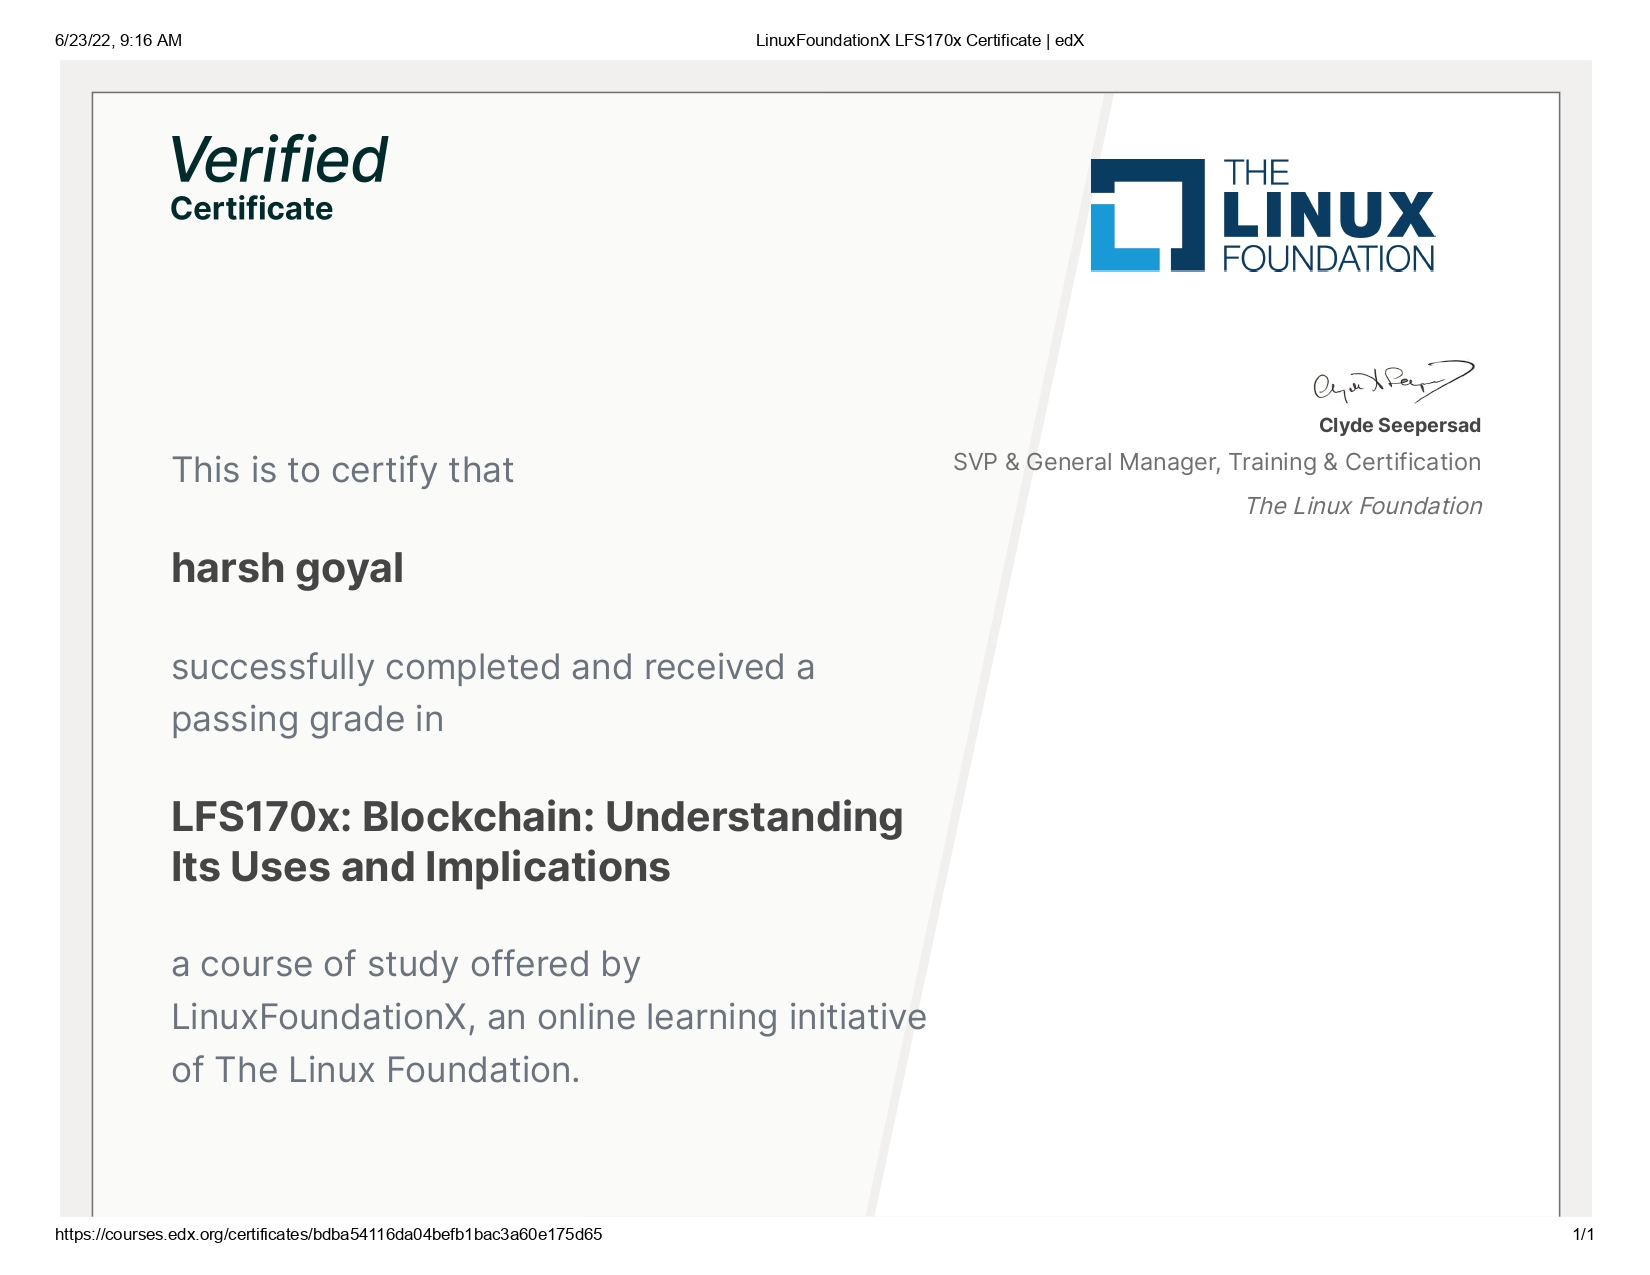 6/23/22, 9:16 AM
LinuxFoundationX LFS170x Certificate | edX
Verified
Certificate
THE
LINUX
FOUNDATION
Clyde Seepersad
SVP & General Manager, Training & Certification
The Linux Foundation
This is to certify that
harsh goyal
successfully completed and received a
passing grade in
LFS170x: Blockchain: Understanding
Its Uses and Implications
a course of study offered by
LinuxFoundationX, an online learning initiative
of The Linux Foundation.
https://courses.edx.org/certificates/bdba54116da04befb1bac3a60e175d65
1/1